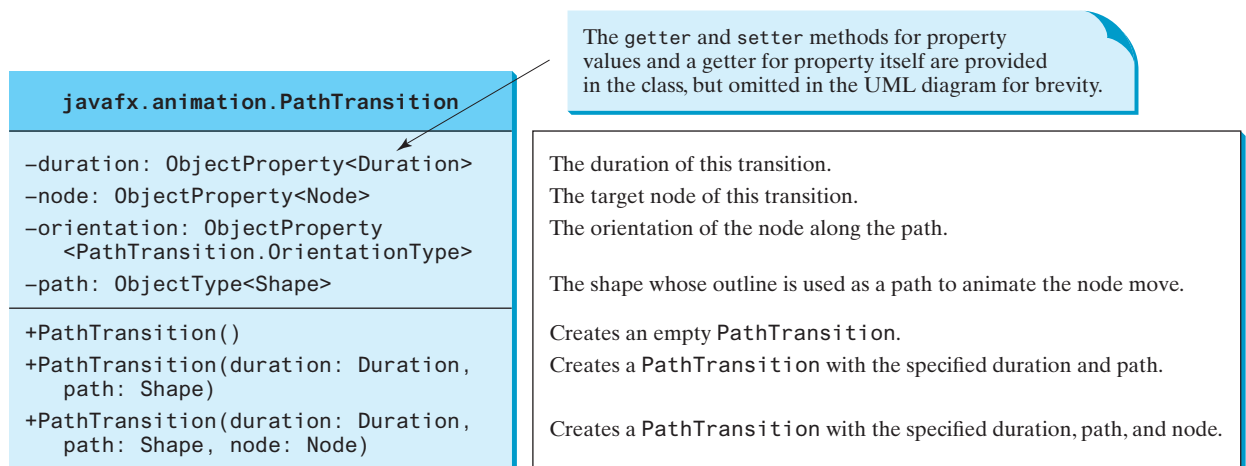 The getter and setter methods for property
values and a getter for property itself are provided
in the class, but omitted in the UML diagram for brevity.
javafx.animation.PathTransition
–duration: ObjectProperty<Duration>
The duration of this transition.
–node: ObjectProperty<Node>
The target node of this transition.
–orientation: ObjectProperty
<PathTransition.OrientationType>
The orientation of the node along the path.
–path: ObjectType<Shape>
The shape whose outline is used as a path to animate the node move.
+PathTransition()
Creates an empty PathTransition.
+PathTransition(duration: Duration,
path: Shape)
Creates a PathTransition with the specified duration and path.
+PathTransition(duration: Duration,
path: Shape, node: Node)
Creates a PathTransition with the specified duration, path, and node.